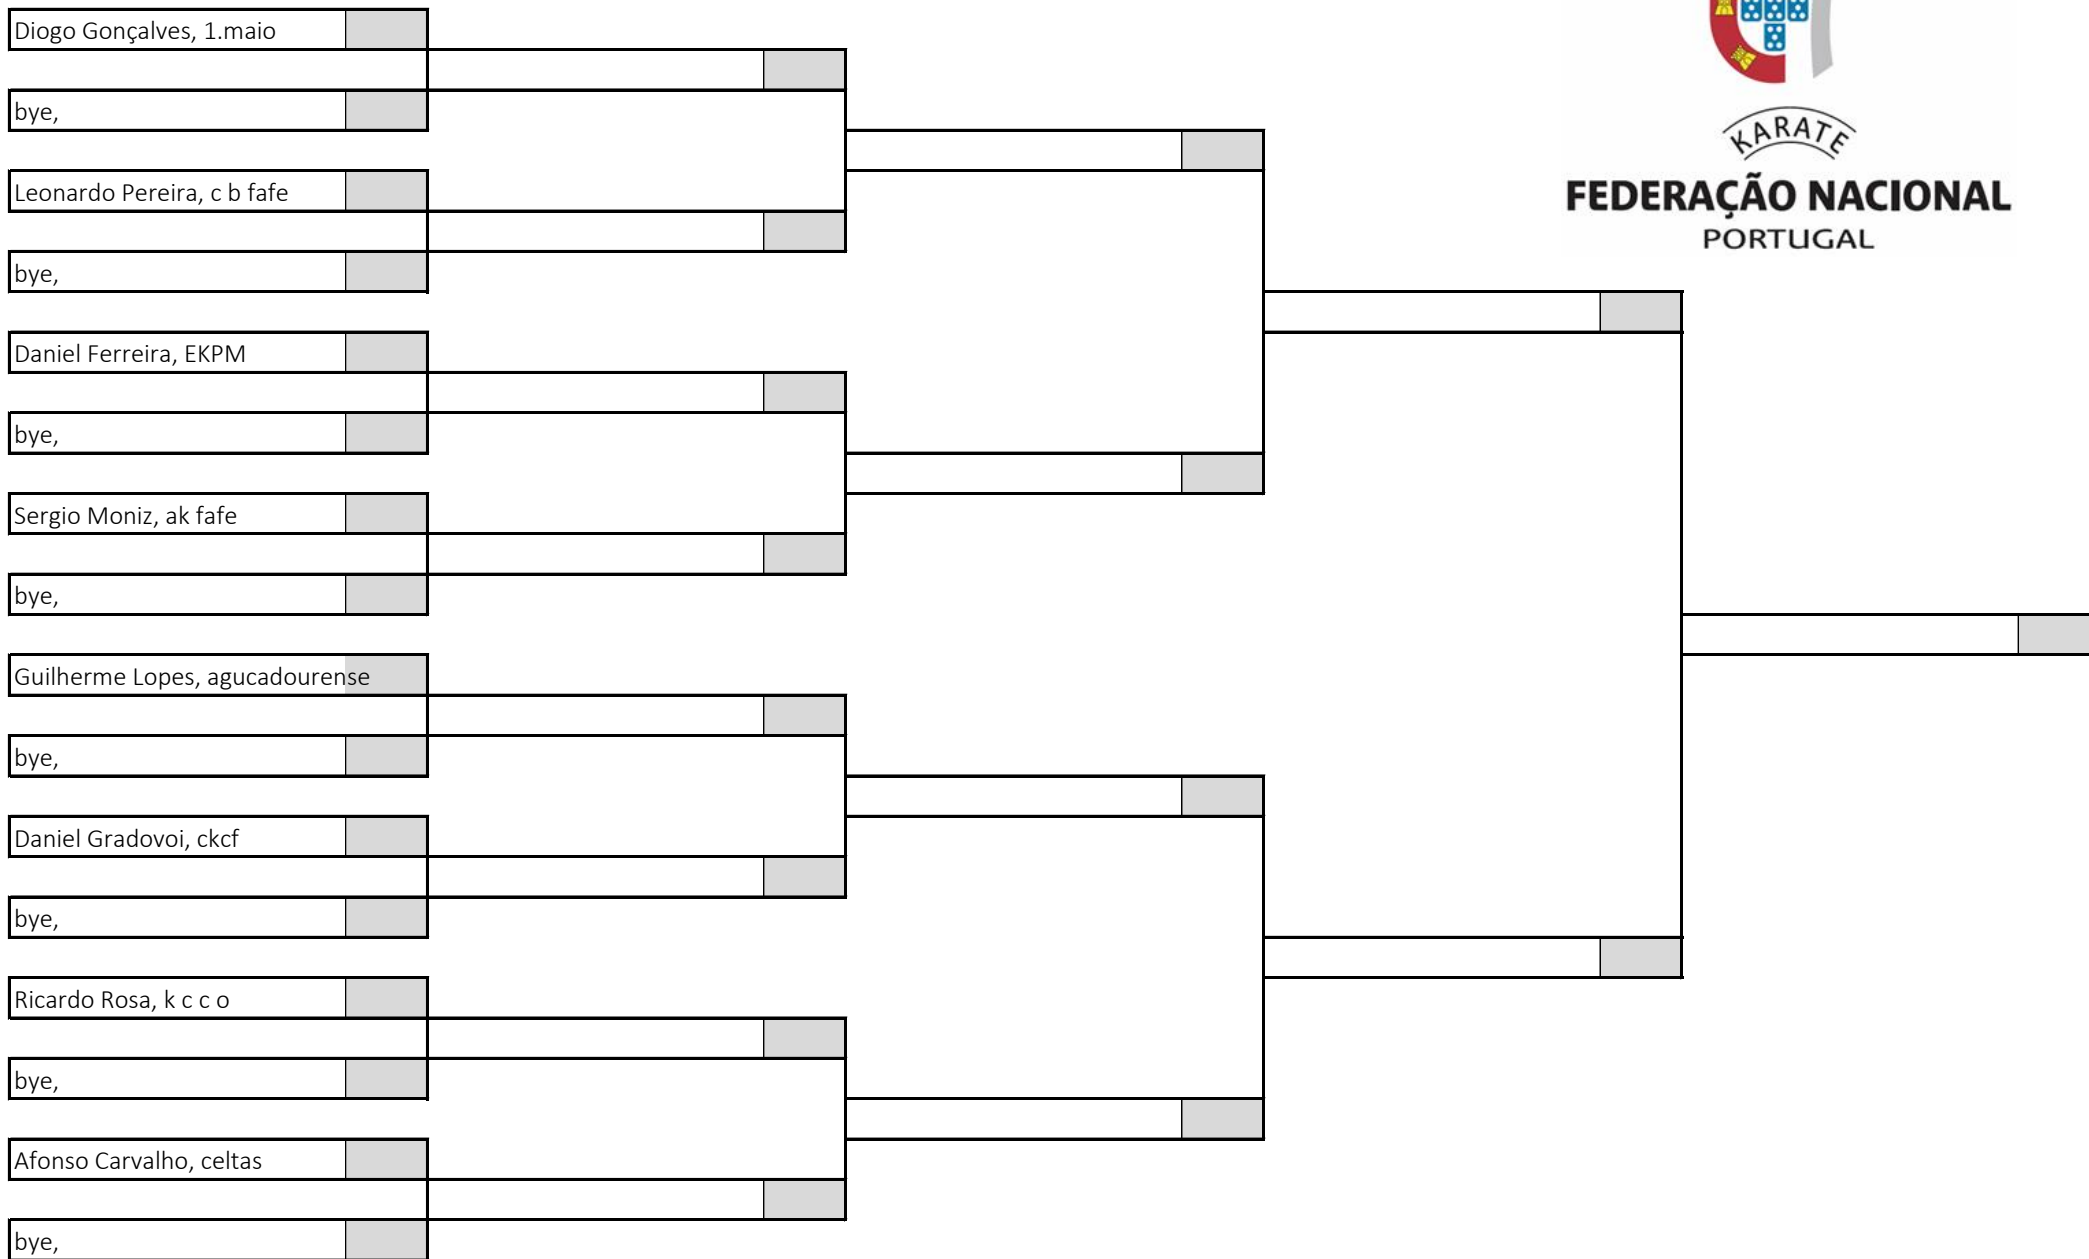 Diogo Gonçalves, 1.maio
bye,
Leonardo Pereira, c b fafe
bye,
Daniel Ferreira, EKPM
bye,
Sergio Moniz, ak fafe
bye,
Guilherme Lopes, agucadourense
bye,
Daniel Gradovoi, ckcf
bye,
Ricardo Rosa, k c c o
bye,
Afonso Carvalho, celtas
bye,
KARATE
FEDERAÇÃO NACIONAL
PORTUGAL